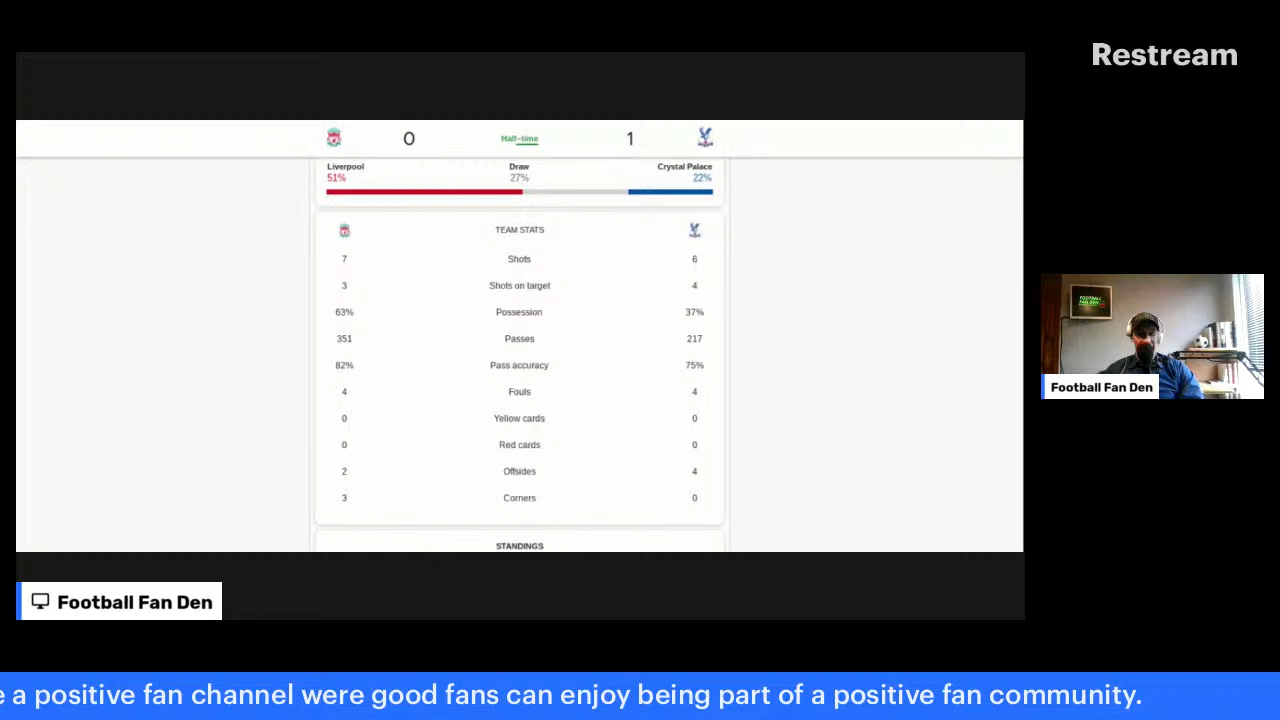 Restream
0 Half-time 1
Liverpool Draw Crystal Palace
51% 27% 22%
TEAM STATS
7 Shots 6
3 Shots on target 4
63% Possession 37%
351 Passes 217
82% Pass accuracy 75%
4 Fouls 4
0 Yellow cards 0
0 Red cards 0
2 Offsides 4
3 Corners 0
STANDINGS
FOOTBALL
FAN DEN
Football Fan Den
Football Fan Den
e a positive fan channel were good fans can enjoy being part of a positive fan community.